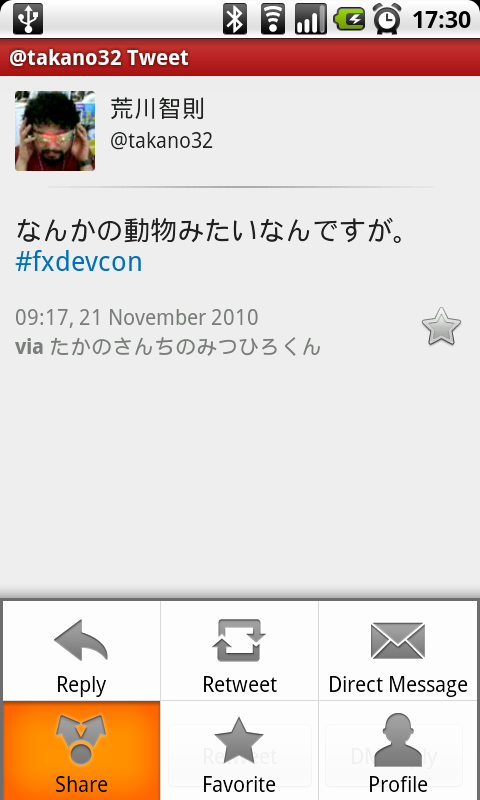 17:30
@takano32 Tweet
荒川智則
@takano32
なんかの動物みたいなんですが。
#fxdevcon
09:17, 21 November 2010
via たかのさんちのみつひろくん
Reply Retweet Direct Message
Share Favorite Profile